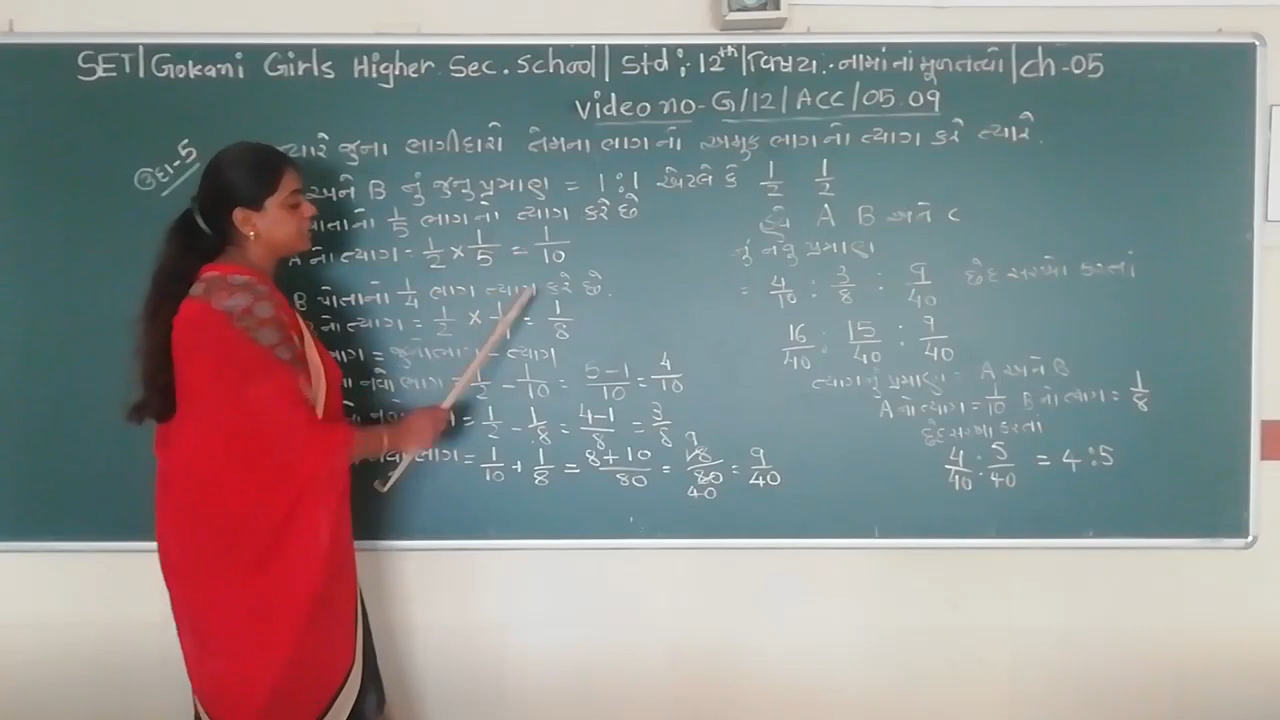 SET | Gokani Girls Higher Sec. School | Std : 12th | વિષય :- નામાનાં મૂળતત્વો | Ch-05
Video no- G/12 | ACC | 05.09
ઉદા-5
જુના ભાગીદારો તેમના ભાગનો અમુક ભાગનો ત્યાગ કરે ત્યારે.
અને B નું જુનુ પ્રમાણ = 1:1 એટલે કે 1/2 1/2
1/5 ભાગનો ત્યાગ કરે છે
નો ત્યાગ = 1/2 × 1/5 = 1/10
B પોતાનો 1/4 ભાગ ત્યાગ કરે છે.
નો ત્યાગ = 1/2 × = 1/8
= - ત્યાગ
નવો ભાગ = 1/2 - 1/10 = 5-1/10 = 4/10
= 1/2 - 1/8 = 4-1/8 = 3/8
ભાગ = 1/10 + 1/8 = 8+10/80 = 18/80 = 9/40
9
40
હવે A B અને C
નું નવું પ્રમાણ
= 4/10 : 3/8 : 9/40 છેદ સરખો કરતાં
16/40 : 15/40 : 9/40
ત્યાગનું પ્રમાણ = A અને B
A નો ત્યાગ = 1/10 B નો ત્યાગ = 1/8
છેદ સરખા કરતા
4/40 : 5/40 = 4:5